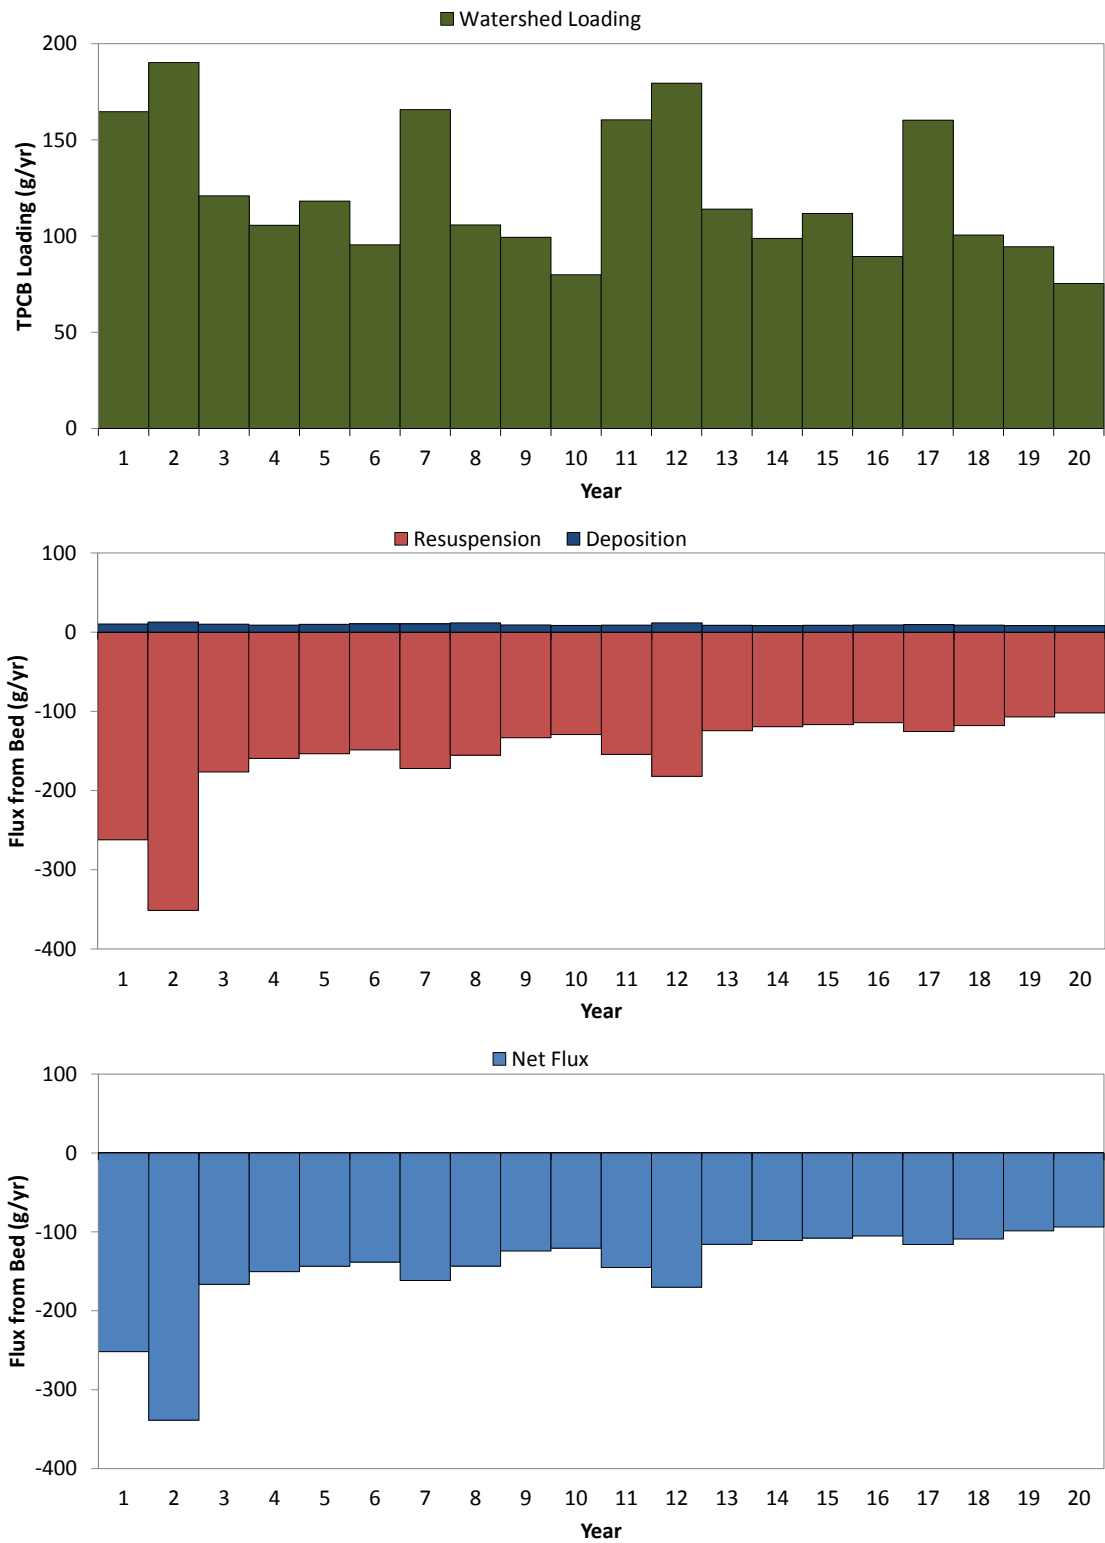 Watershed Loading
200
150
100
50
0
TPCB Loading (g/yr)
1 2 3 4 5 6 7 8 9 10 11 12 13 14 15 16 17 18 19 20
Year
Resuspension Deposition
100
0
-100
-200
-300
-400
Flux from Bed (g/yr)
1 2 3 4 5 6 7 8 9 10 11 12 13 14 15 16 17 18 19 20
Year
Net Flux
100
0
-100
-200
-300
-400
Flux from Bed (g/yr)
1 2 3 4 5 6 7 8 9 10 11 12 13 14 15 16 17 18 19 20
Year